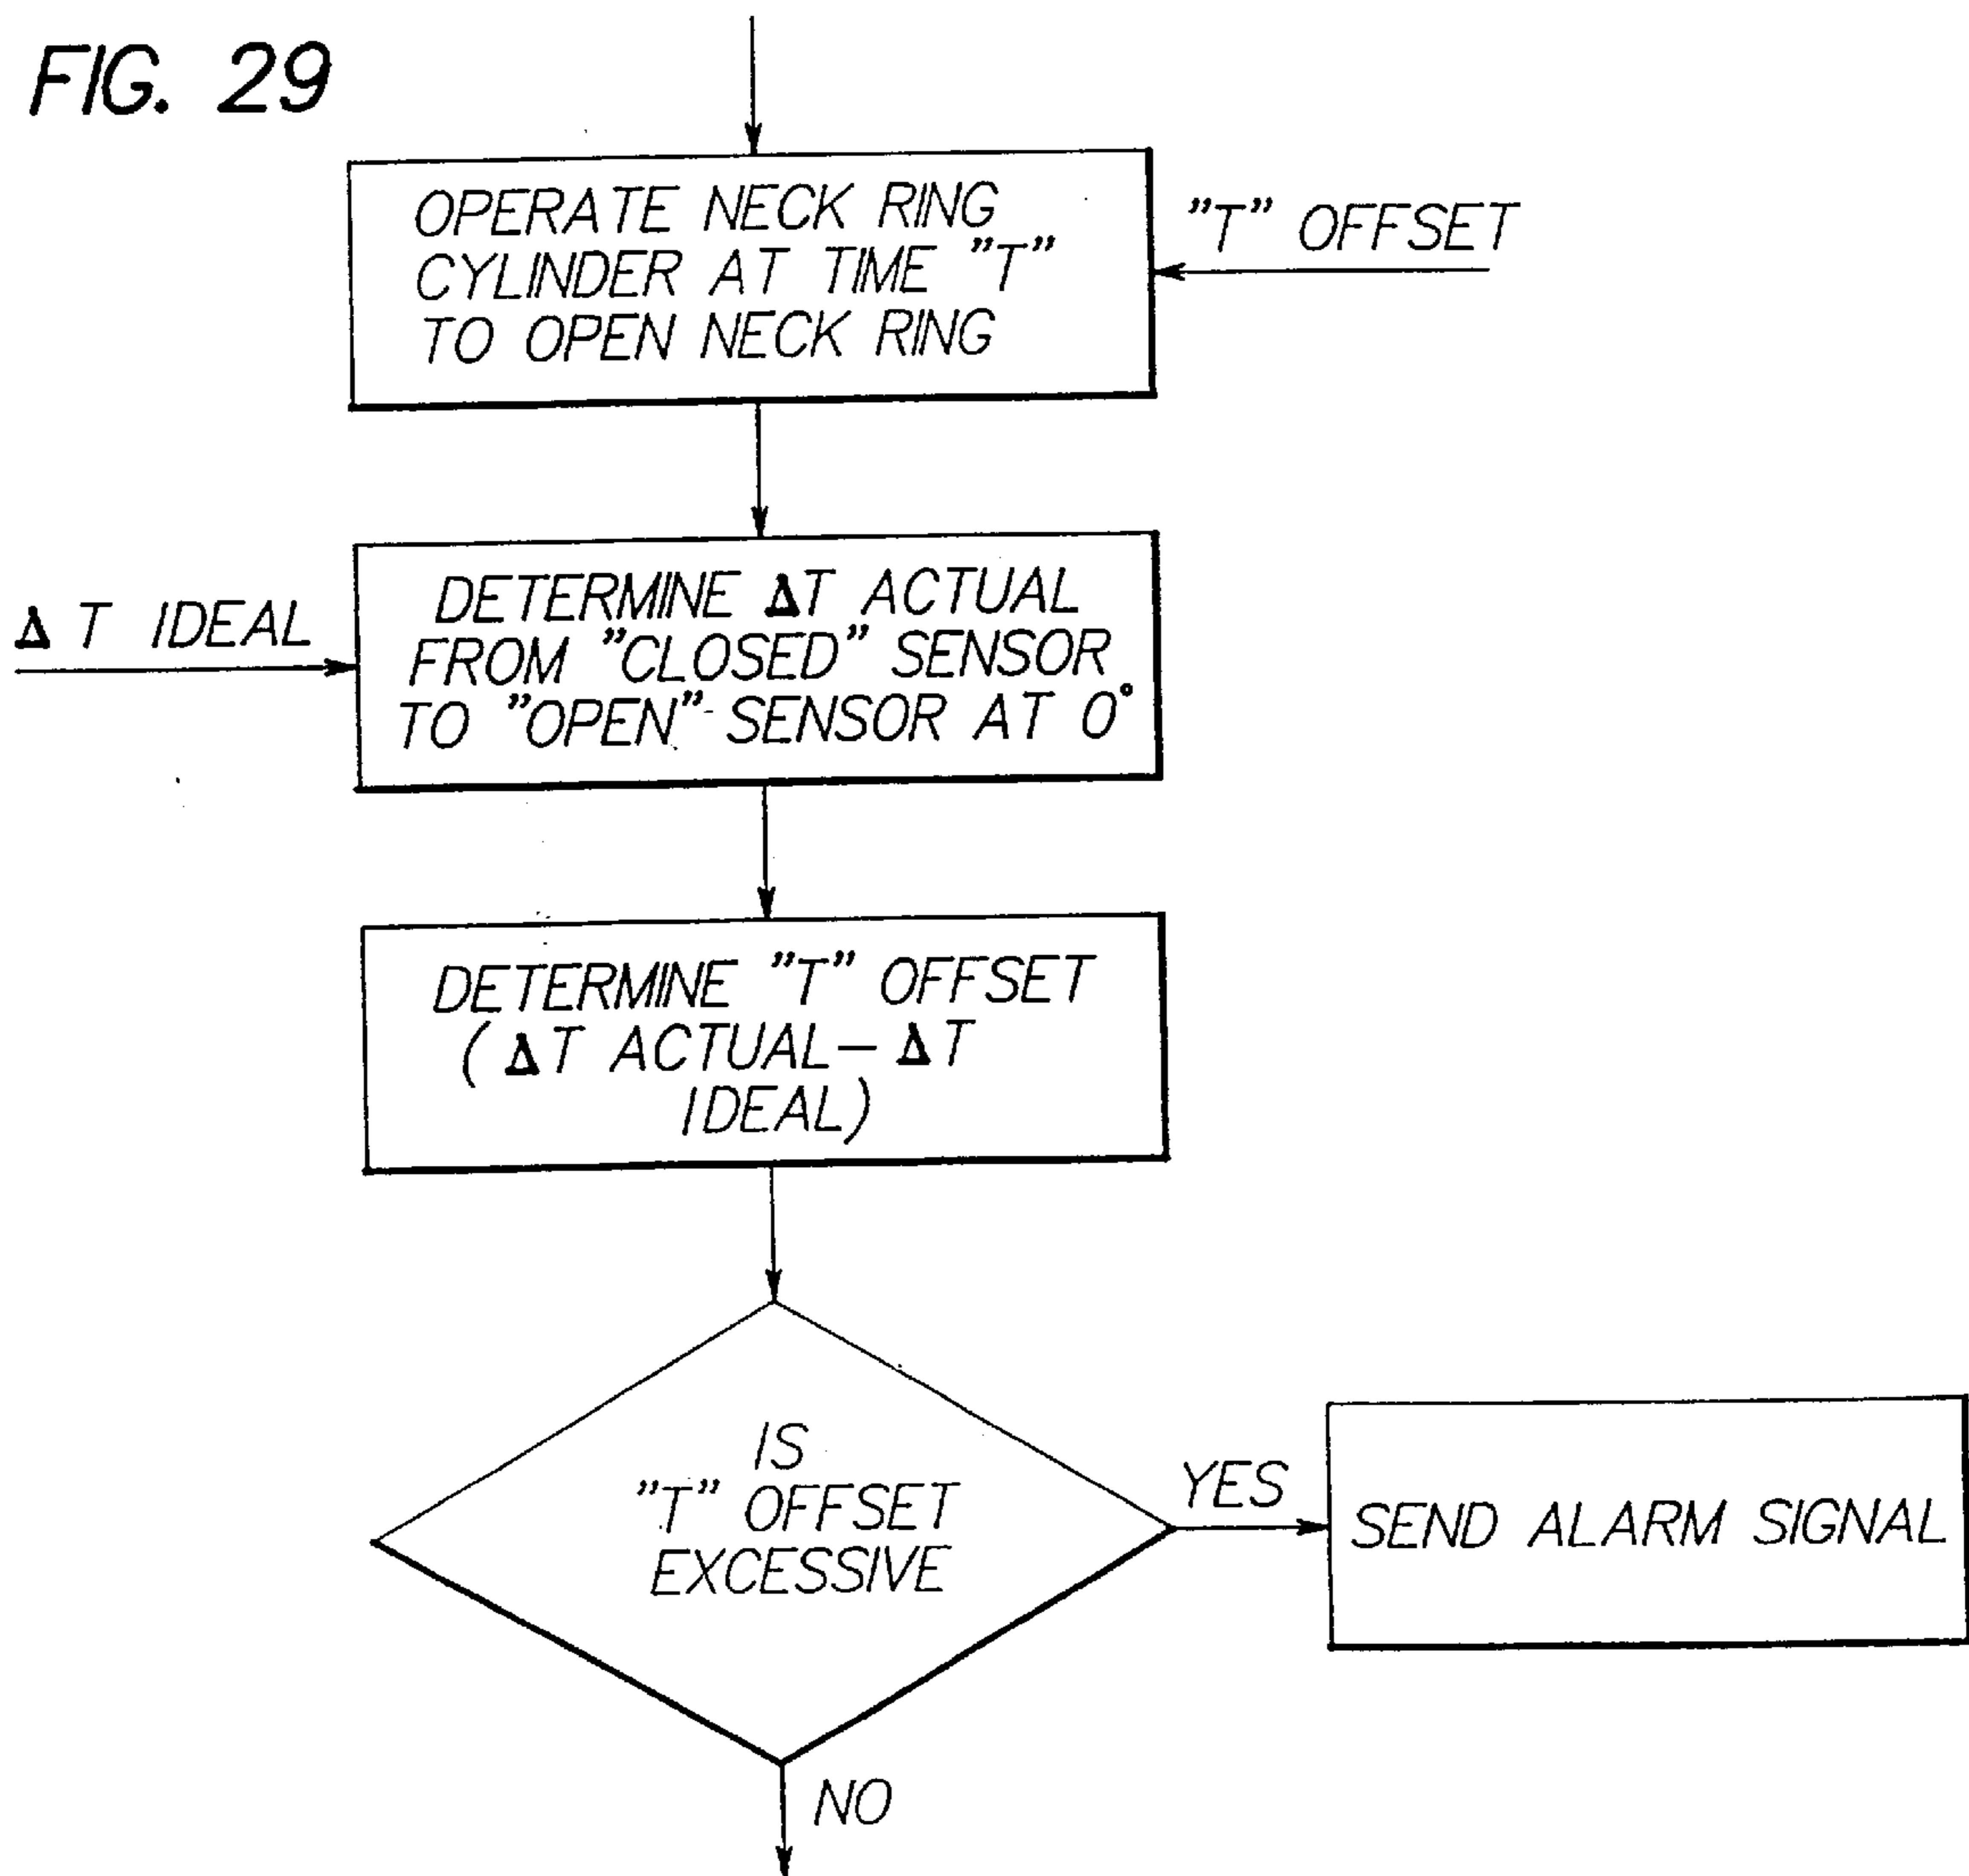 FIG. 29
OPERATE NECK RING
CYLINDER AT TIME "T"
TO OPEN NECK RING
"T" OFFSET
Δ T IDEAL
DETERMINE ΔT ACTUAL
FROM "CLOSED" SENSOR
TO "OPEN" SENSOR AT 0°
DETERMINE "T" OFFSET
(ΔT ACTUAL- ΔT
IDEAL)
IS
"T" OFFSET
EXCESSIVE
YES
SEND ALARM SIGNAL
NO